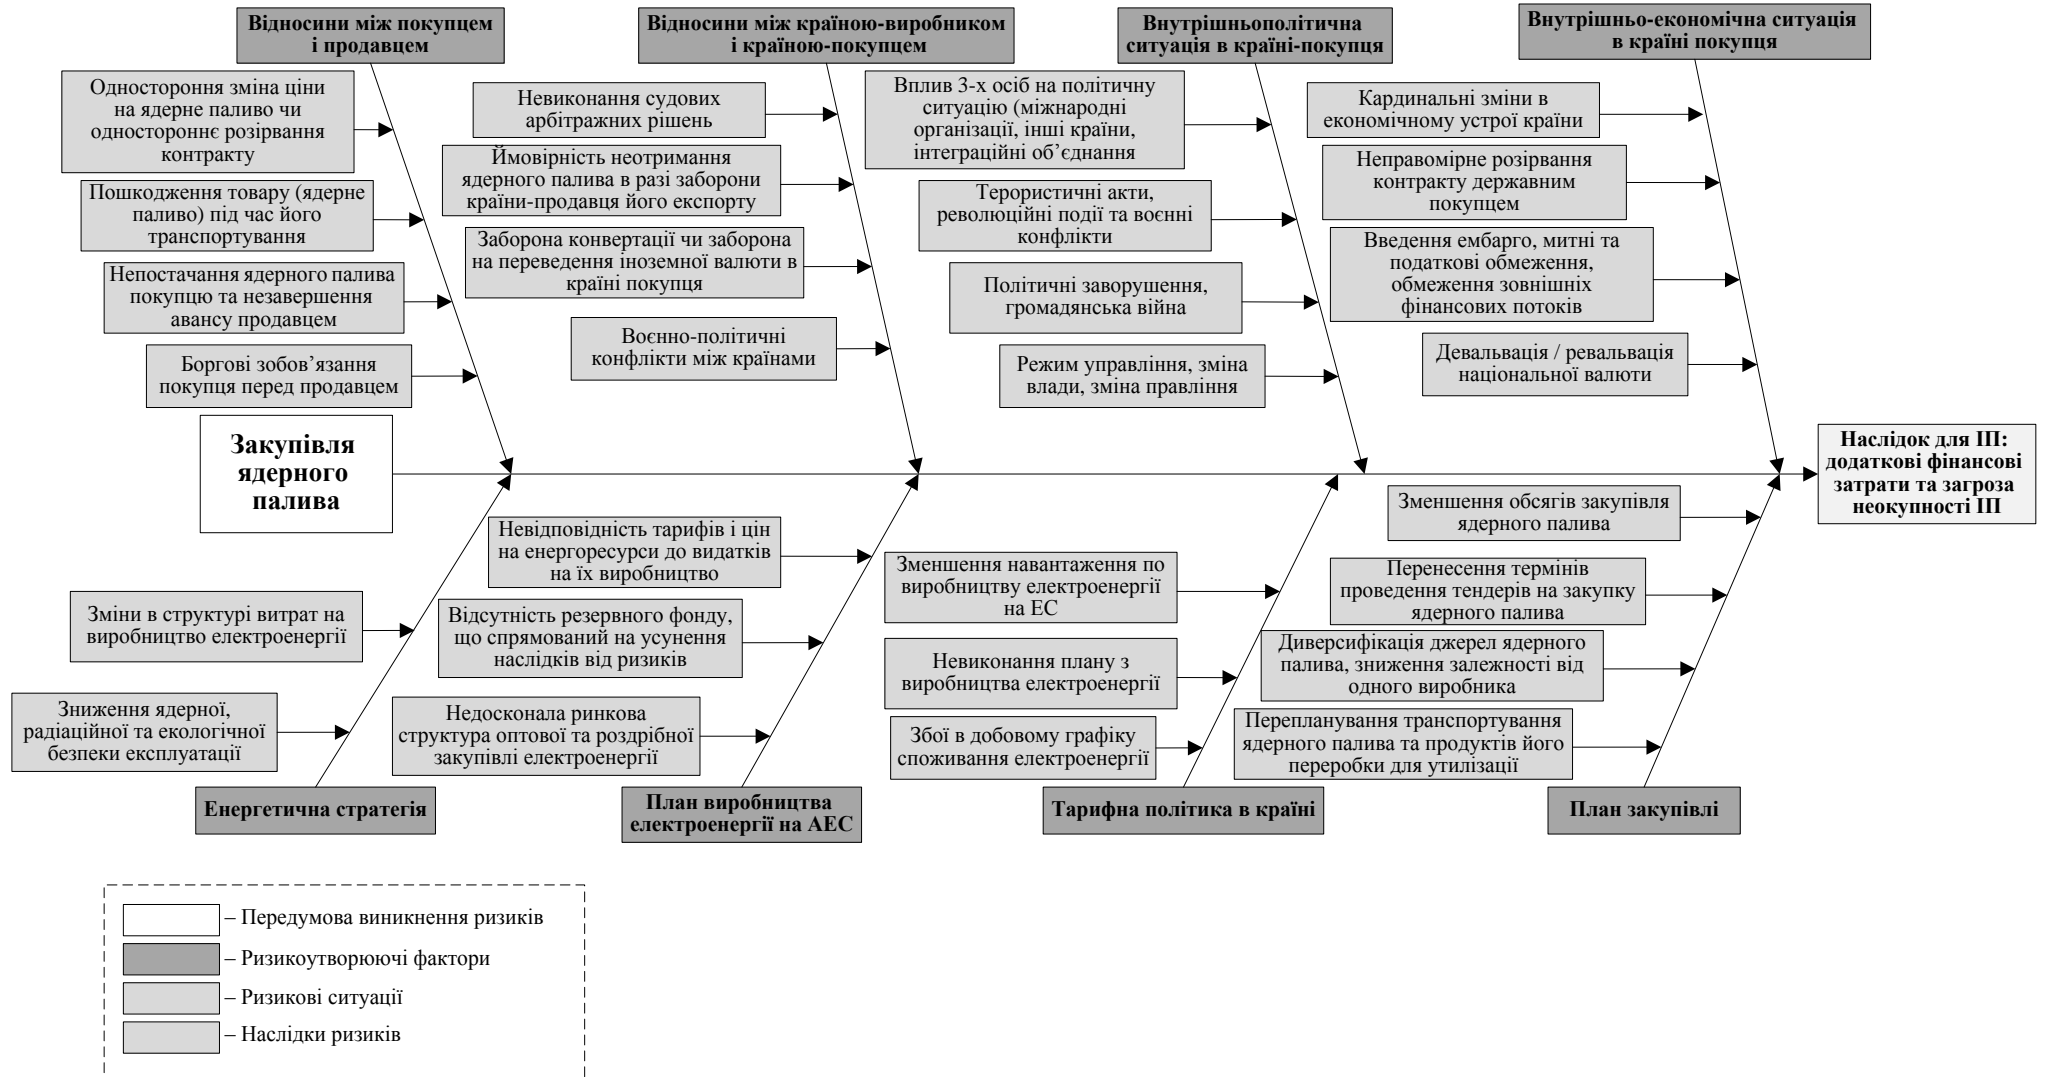 Відносини між покупцем
і продавцем
Відносини між країною-виробником
і країною-покупцем
Внутрішньополітична
ситуація в країні-покупця
Внутрішньо-економічна ситуація
в країні покупця
Одностороння зміна ціни
на ядерне паливо чи
одностороннє розірвання
контракту
Пошкодження товару (ядерне
паливо) під час його
транспортування
Непостачання ядерного палива
покупцю та незавершення
авансу продавцем
Боргові зобов’язання
покупця перед продавцем
Невиконання судових
арбітражних рішень
Ймовірність неотримання
ядерного палива в разі заборони
країни-продавця його експорту
Заборона конвертації чи заборона
на переведення іноземної валюти в
країні покупця
Воєнно-політичні
конфлікти між країнами
Вплив 3-х осіб на політичну
ситуацію (міжнародні
організації, інші країни,
інтеграційні об’єднання
Терористичні акти,
революційні події та воєнні
конфлікти
Політичні заворушення,
громадянська війна
Режим управління, зміна
влади, зміна правління
Кардинальні зміни в
економічному устрої країни
Неправомірне розірвання
контракту державним
покупцем
Введення ембарго, митні та
податкові обмеження,
обмеження зовнішніх
фінансових потоків
Девальвація / ревальвація
національної валюти
Закупівля
ядерного
палива
Наслідок для ІП:
додаткові фінансові
затрати та загроза
неокупності ІП
Зміни в структурі витрат на
виробництво електроенергії
Зниження ядерної,
радіаційної та екологічної
безпеки експлуатації
Невідповідність тарифів і цін
на енергоресурси до видатків
на їх виробництво
Відсутність резервного фонду,
що спрямований на усунення
наслідків від ризиків
Недосконала ринкова
структура оптової та роздрібної
закупівлі електроенергії
Зменшення навантаження по
виробництву електроенергії
на ЕС
Невиконання плану з
виробництва електроенергії
Збої в добовому графіку
споживання електроенергії
Зменшення обсягів закупівля
ядерного палива
Перенесення термінів
проведення тендерів на закупку
ядерного палива
Диверсифікація джерел ядерного
палива, зниження залежності від
одного виробника
Перепланування транспортування
ядерного палива та продуктів його
переробки для утилізації
Енергетична стратегія
План виробництва
електроенергії на АЕС
Тарифна політика в країні
План закупівлі
– Передумова виникнення ризиків
– Ризикоутворюючі фактори
– Ризикові ситуації
– Наслідки ризиків